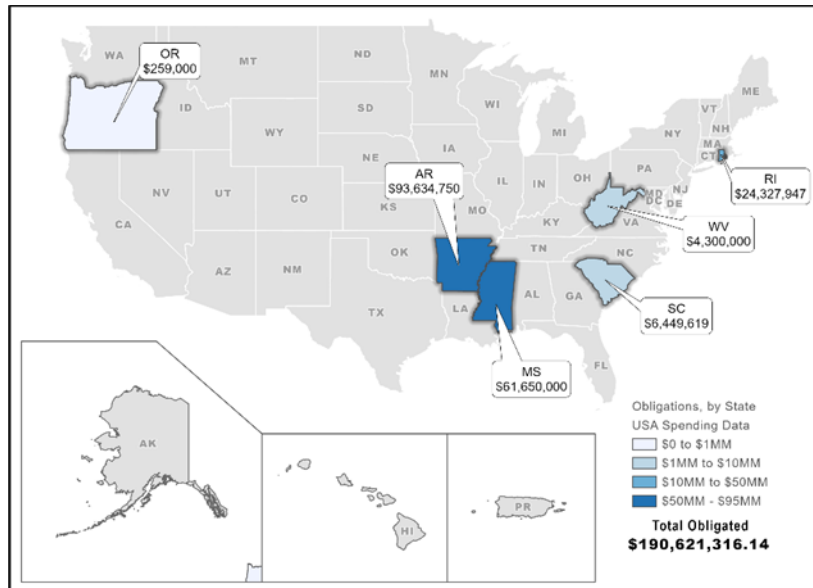 OR
$259,000
WA
MT
ND
MN
ME
VT
NH
ID
SD
WI
MI
NY
MA
CT
WY
IA
PA
RI
$24,327,947
NE
AR
$93,634,750
IL
IN
OH
NJ
MD
DC
DE
NV
UT
CO
KS
MO
KY
VA
WV
$4,300,000
CA
OK
TN
NC
AZ
NM
SC
$6,449,619
LA
AL
GA
TX
MS
$61,650,000
FL
Obligations, by State
USA Spending Data
$0 to $1MM
$1MM to $10MM
$10MM to $50MM
$50MM - $95MM
Total Obligated
$190,621,316.14
AK
HI
PR